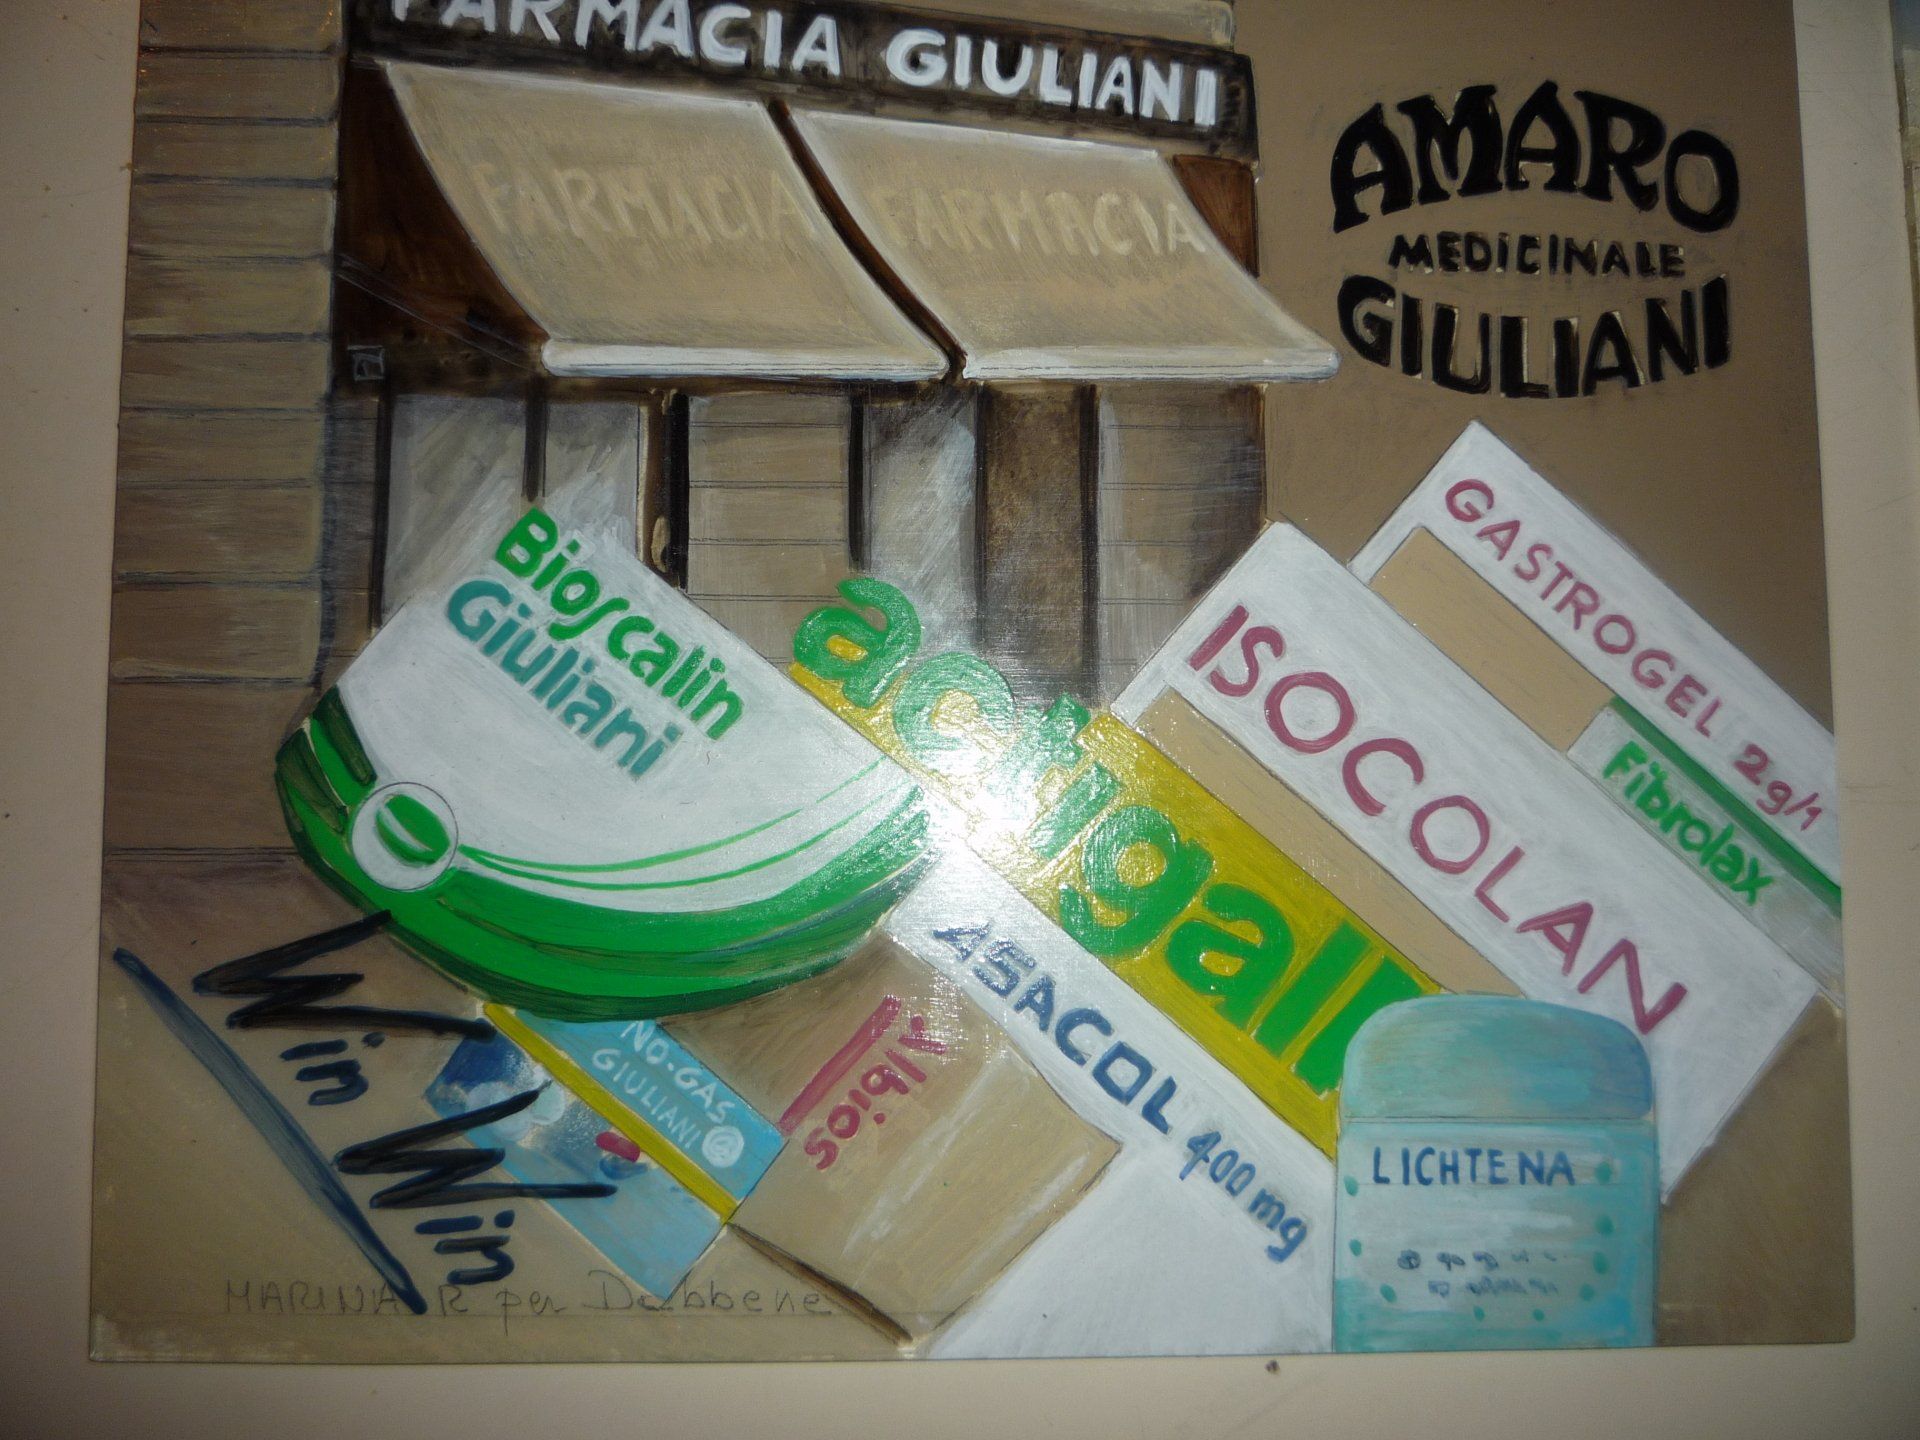 FARMACIA GIULIANI
FARMACIA FARMACIA
AMARO
MEDICINALE
GIULIANI
Bioscalin
Giuliani
actigall
ISOCOLAN
GASTROGEL 2g/1
Fibrolax
ASACOL 400 mg
NO-GAS
GIULIANI
Xibios
LICHTENA
Win Win
MARINA R per Dabbene